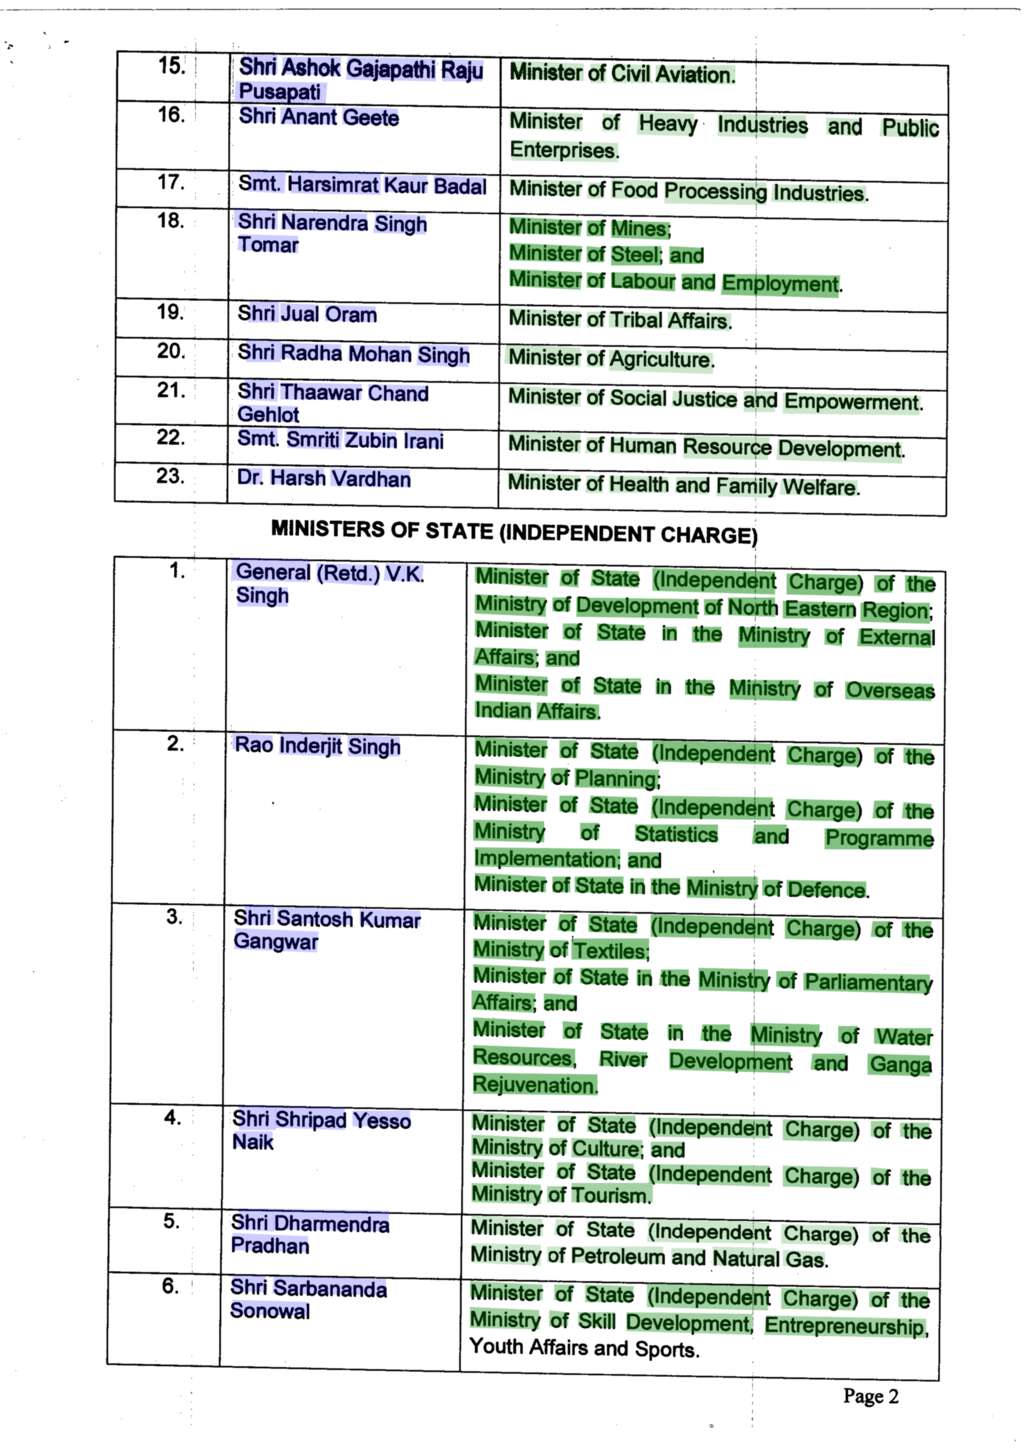 15. Shri Ashok Gajapathi Raju Minister of Civil Aviation.
Pusapati
16. Shri Anant Geete Minister of Heavy Industries and Public
Enterprises.
17. Smt. Harsimrat Kaur Badal Minister of Food Processing Industries.
18. Shri Narendra Singh Minister of Mines;
Tomar Minister of Steel; and
Minister of Labour and Employment.
19. Shri Jual Oram Minister of Tribal Affairs.
20. Shri Radha Mohan Singh Minister of Agriculture.
21. Shri Thaawar Chand Minister of Social Justice and Empowerment.
Gehlot
22. Smt. Smriti Zubin Irani Minister of Human Resource Development.
23. Dr. Harsh Vardhan Minister of Health and Family Welfare.
MINISTERS OF STATE (INDEPENDENT CHARGE)
1. General (Retd.) V.K. Minister of State (Independent Charge) of the
Singh Ministry of Development of North Eastern Region;
Minister of State in the Ministry of External
Affairs; and
Minister of State in the Ministry of Overseas
Indian Affairs.
2. Rao Inderjit Singh Minister of State (Independent Charge) of the
Ministry of Planning;
Minister of State (Independent Charge) of the
Ministry of Statistics and Programme
Implementation; and
Minister of State in the Ministry of Defence.
3. Shri Santosh Kumar Minister of State (Independent Charge) of the
Gangwar Ministry of Textiles;
Minister of State in the Ministry of Parliamentary
Affairs; and
Minister of State in the Ministry of Water
Resources, River Development and Ganga
Rejuvenation.
4. Shri Shripad Yesso Minister of State (Independent Charge) of the
Naik Ministry of Culture; and
Minister of State (Independent Charge) of the
Ministry of Tourism.
5. Shri Dharmendra Minister of State (Independent Charge) of the
Pradhan Ministry of Petroleum and Natural Gas.
6. Shri Sarbananda Minister of State (Independent Charge) of the
Sonowal Ministry of Skill Development, Entrepreneurship,
Youth Affairs and Sports.
Page 2